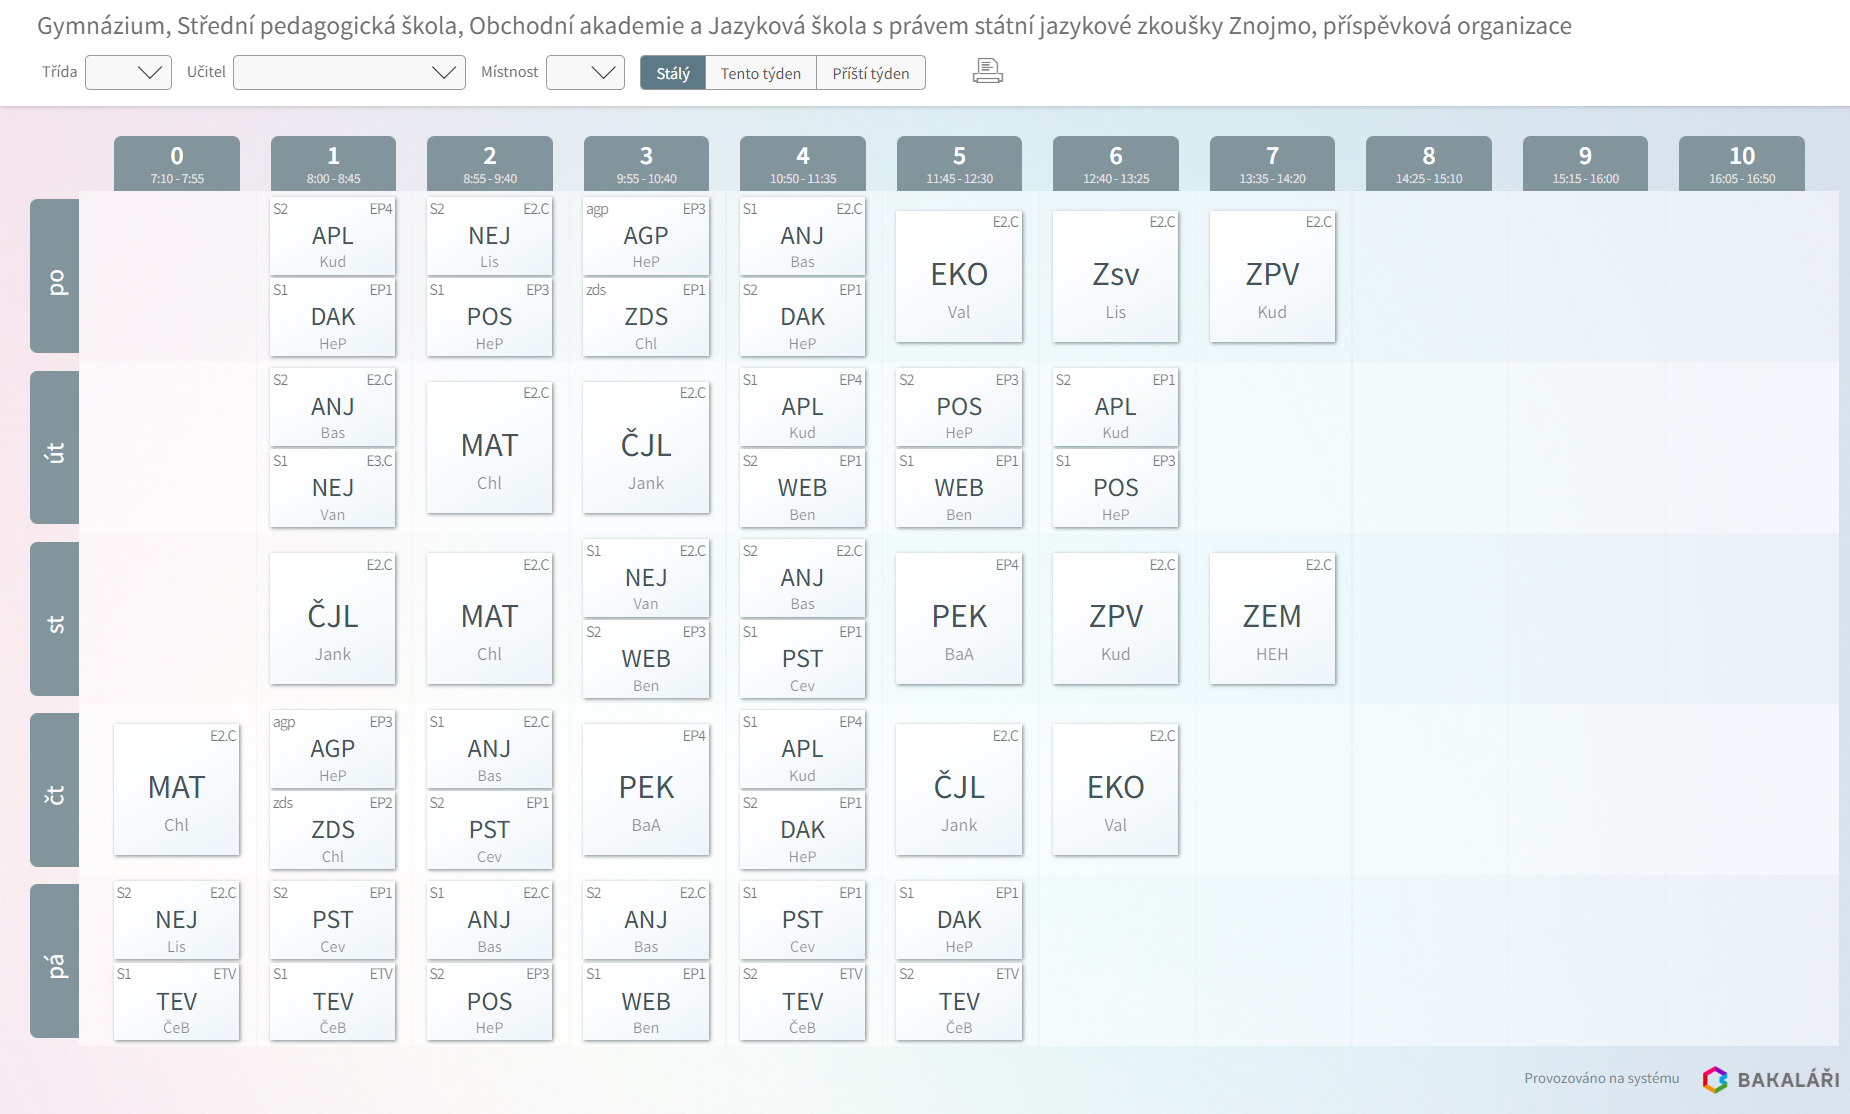 Gymnázium, Střední pedagogická škola, Obchodní akademie a Jazyková škola s právem státní jazykové zkoušky Znojmo, příspěvková organizace
Třída Učitel Místnost Stálý Tento týden Příští týden
0 1 2 3 4 5 6 7 8 9 10
7:10 - 7:55 8:00 - 8:45 8:55 - 9:40 9:55 - 10:40 10:50 - 11:35 11:45 - 12:30 12:40 - 13:25 13:35 - 14:20 14:25 - 15:10 15:15 - 16:00 16:05 - 16:50
po
S2 EP4
APL
Kud
S1 EP1
DAK
HeP
S2 E2.C
NEJ
Lis
S1 EP3
POS
HeP
agp EP3
AGP
HeP
zds EP1
ZDS
Chl
S1 E2.C
ANJ
Bas
S2 EP1
DAK
HeP
E2.C
EKO
Val
E2.C
Zsv
Lis
E2.C
ZPV
Kud
út
S2 E2.C
ANJ
Bas
S1 E3.C
NEJ
Van
E2.C
MAT
Chl
E2.C
ČJL
Jank
S1 EP4
APL
Kud
S2 EP1
WEB
Ben
S2 EP3
POS
HeP
S1 EP1
WEB
Ben
S2 EP1
APL
Kud
S1 EP3
POS
HeP
st
E2.C
ČJL
Jank
E2.C
MAT
Chl
S1 E2.C
NEJ
Van
S2 EP3
WEB
Ben
S2 E2.C
ANJ
Bas
S1 EP1
PST
Cev
EP4
PEK
BaA
E2.C
ZPV
Kud
E2.C
ZEM
HEH
čt
E2.C
MAT
Chl
agp EP3
AGP
HeP
zds EP2
ZDS
Chl
S1 E2.C
ANJ
Bas
S2 EP1
PST
Cev
EP4
PEK
BaA
S1 EP4
APL
Kud
S2 EP1
DAK
HeP
E2.C
ČJL
Jank
E2.C
EKO
Val
pá
S2 E2.C
NEJ
Lis
S1 ETV
TEV
ČeB
S2 EP1
PST
Cev
S1 ETV
TEV
ČeB
S1 E2.C
ANJ
Bas
S2 EP3
POS
HeP
S2 E2.C
ANJ
Bas
S1 EP1
WEB
Ben
S1 EP1
PST
Cev
S2 ETV
TEV
ČeB
S1 EP1
DAK
HeP
S2 ETV
TEV
ČeB
Provozováno na systému BAKALÁŘI